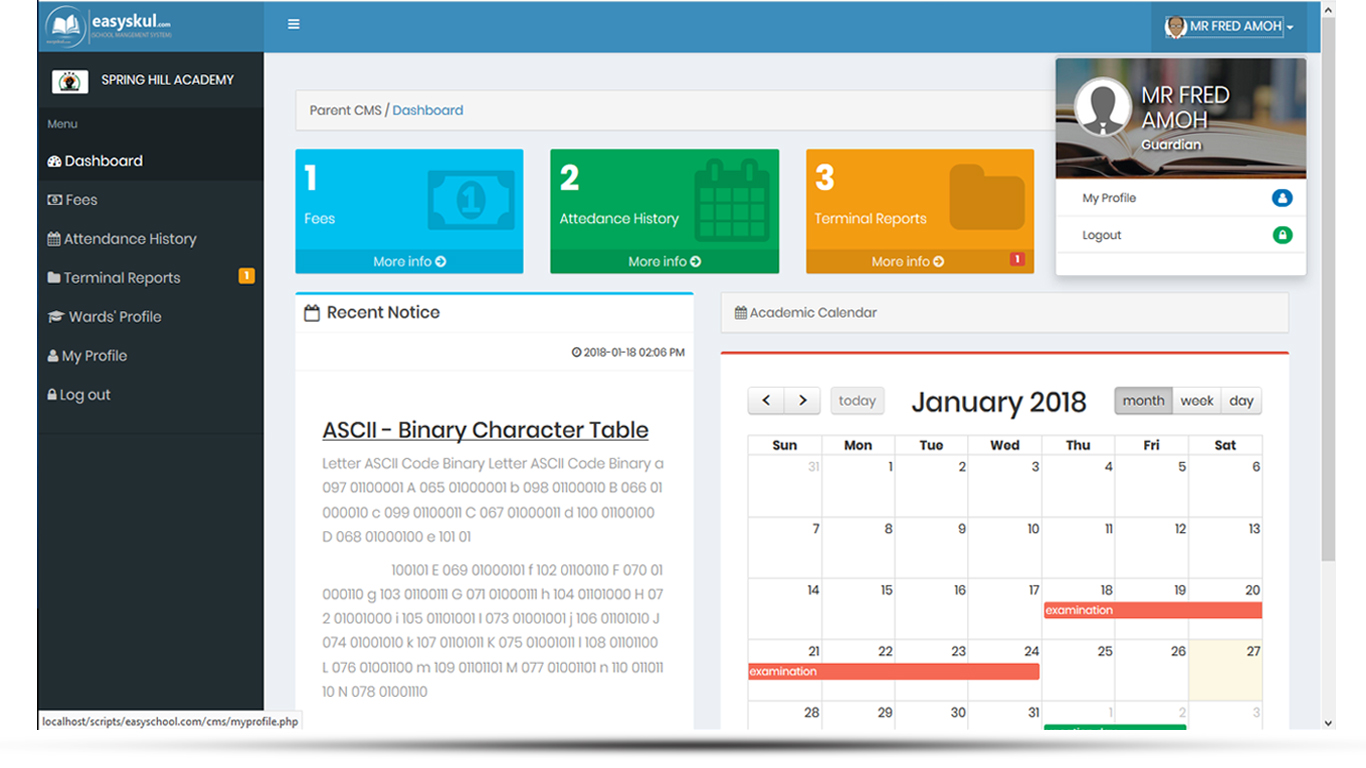 easyskul.com
MR FRED AMOH
SPRING HILL ACADEMY
Menu
Dashboard
Fees
Attendance History
Terminal Reports 1
Wards' Profile
My Profile
Log out
Parent CMS / Dashboard
1
Fees
More info
2
Attedance History
More info
3
Terminal Reports
More info 1
MR FRED
AMOH
Guardian
My Profile
Logout
Recent Notice
2018-01-18 02:06 PM
ASCII - Binary Character Table
Letter ASCII Code Binary Letter ASCII Code Binary a
097 01100001 A 065 01000001 b 098 01100010 B 066 01
000010 c 099 01100011 C 067 01000011 d 100 01100100
D 068 01000100 e 101 01
100101 E 069 01000101 f 102 01100110 F 070 01
000110 g 103 01100111 G 071 01000111 h 104 01101000 H 07
2 01001000 i 105 01101001 I 073 01001001 j 106 01101010 J
074 01001010 k 107 01101011 K 075 01001011 l 108 01101100
L 076 01001100 m 109 01101101 M 077 01001101 n 110 011011
10 N 078 01001110
Academic Calendar
today January 2018 month week day
Sun Mon Tue Wed Thu Fri Sat
31 1 2 3 4 5 6
7 8 9 10 11 12 13
14 15 16 17 18 19 20
examination
21 22 23 24 25 26 27
examination
28 29 30 31 1 2 3
localhost/scripts/easyschool.com/cms/myprofile.php